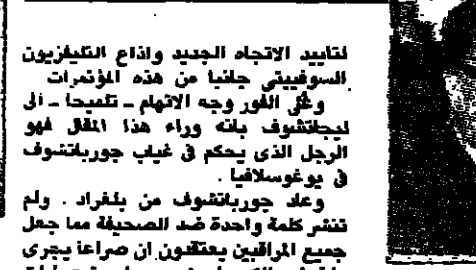 لتأييد الاتجاه الجديد واذاع التليفزيون
السوفييتى جانبا من هذه المؤتمرات
وعلى الفور وجه الاتهام ـ تلميحا ـ الى
ليجاتشوف بانه وراء هذا المقال فهو
الرجل الذى يحكم فى غياب جورباتشوف
فى يوغوسلافيا .
وعاد جورباتشوف من بلغراد . ولم
تنشر كلمة واحدة ضد الصحيفة مما جعل
جميع المراقبين يعتقدون ان صراعا يجرى